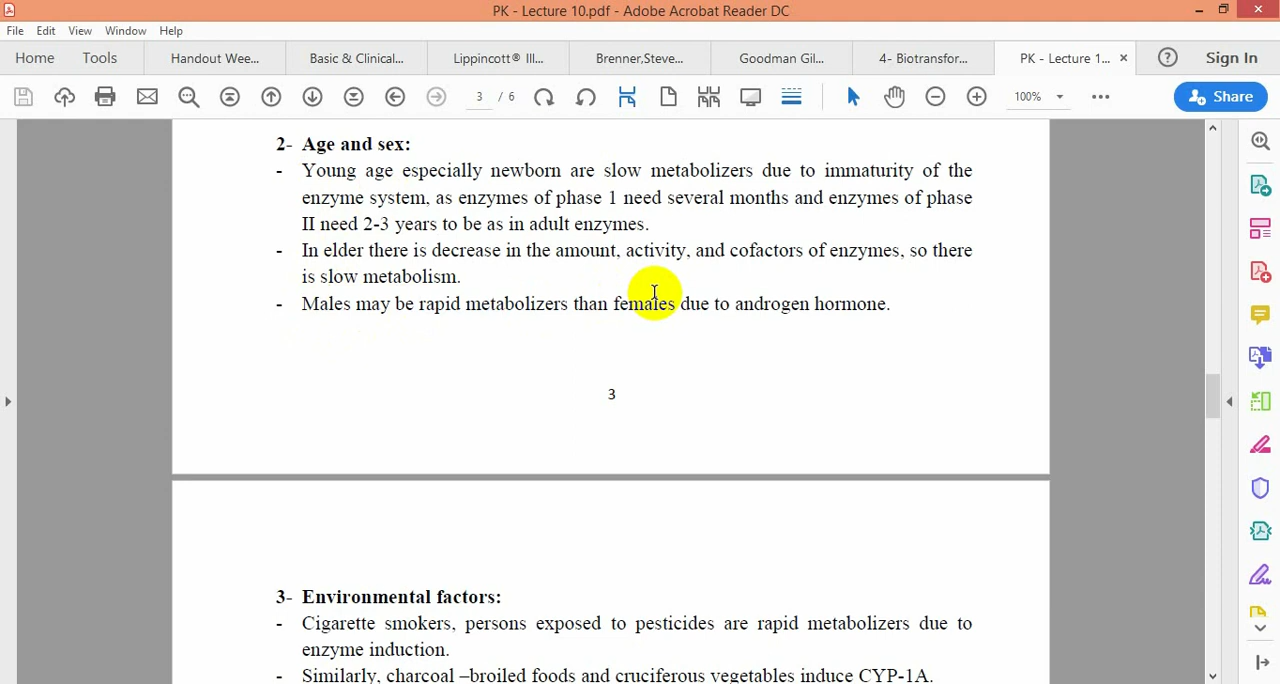 PK - Lecture 10.pdf - Adobe Acrobat Reader DC
File Edit View Window Help
Home Tools Handout Wee... Basic & Clinical... Lippincott® Ill... Brenner,Steve... Goodman Gil... 4- Biotransfor... PK - Lecture 1... × Sign In
3 / 6 100% Share
2- Age and sex:
- Young age especially newborn are slow metabolizers due to immaturity of the
enzyme system, as enzymes of phase 1 need several months and enzymes of phase
II need 2-3 years to be as in adult enzymes.
- In elder there is decrease in the amount, activity, and cofactors of enzymes, so there
is slow metabolism.
- Males may be rapid metabolizers than females due to androgen hormone.
3
3- Environmental factors:
- Cigarette smokers, persons exposed to pesticides are rapid metabolizers due to
enzyme induction.
- Similarly, charcoal –broiled foods and cruciferous vegetables induce CYP-1A.